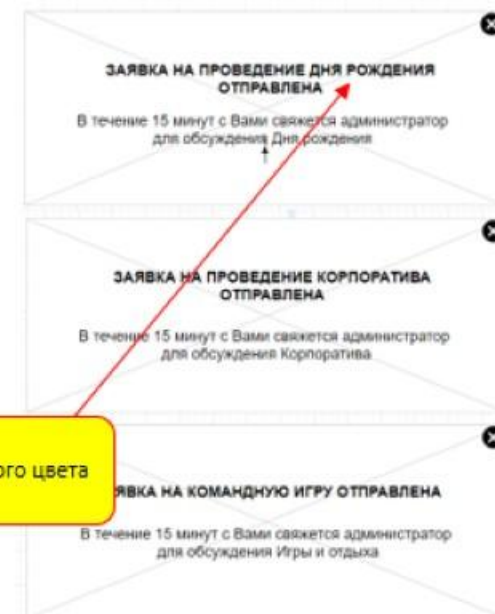 ЗАЯВКА НА ПРОВЕДЕНИЕ ДНЯ РОЖДЕНИЯ
ОТПРАВЛЕНА
В течение 15 минут с Вами свяжется администратор
для обсуждения Дня рождения
ЗАЯВКА НА ПРОВЕДЕНИЕ КОРПОРАТИВА
ОТПРАВЛЕНА
В течение 15 минут с Вами свяжется администратор
для обсуждения Корпоратива
цвета
НА КОМАНДНУЮ ИГРУ ОТПРАВЛЕНА
В течение 15 минут с Вами свяжется администратор
для обсуждения Игры и отдыха